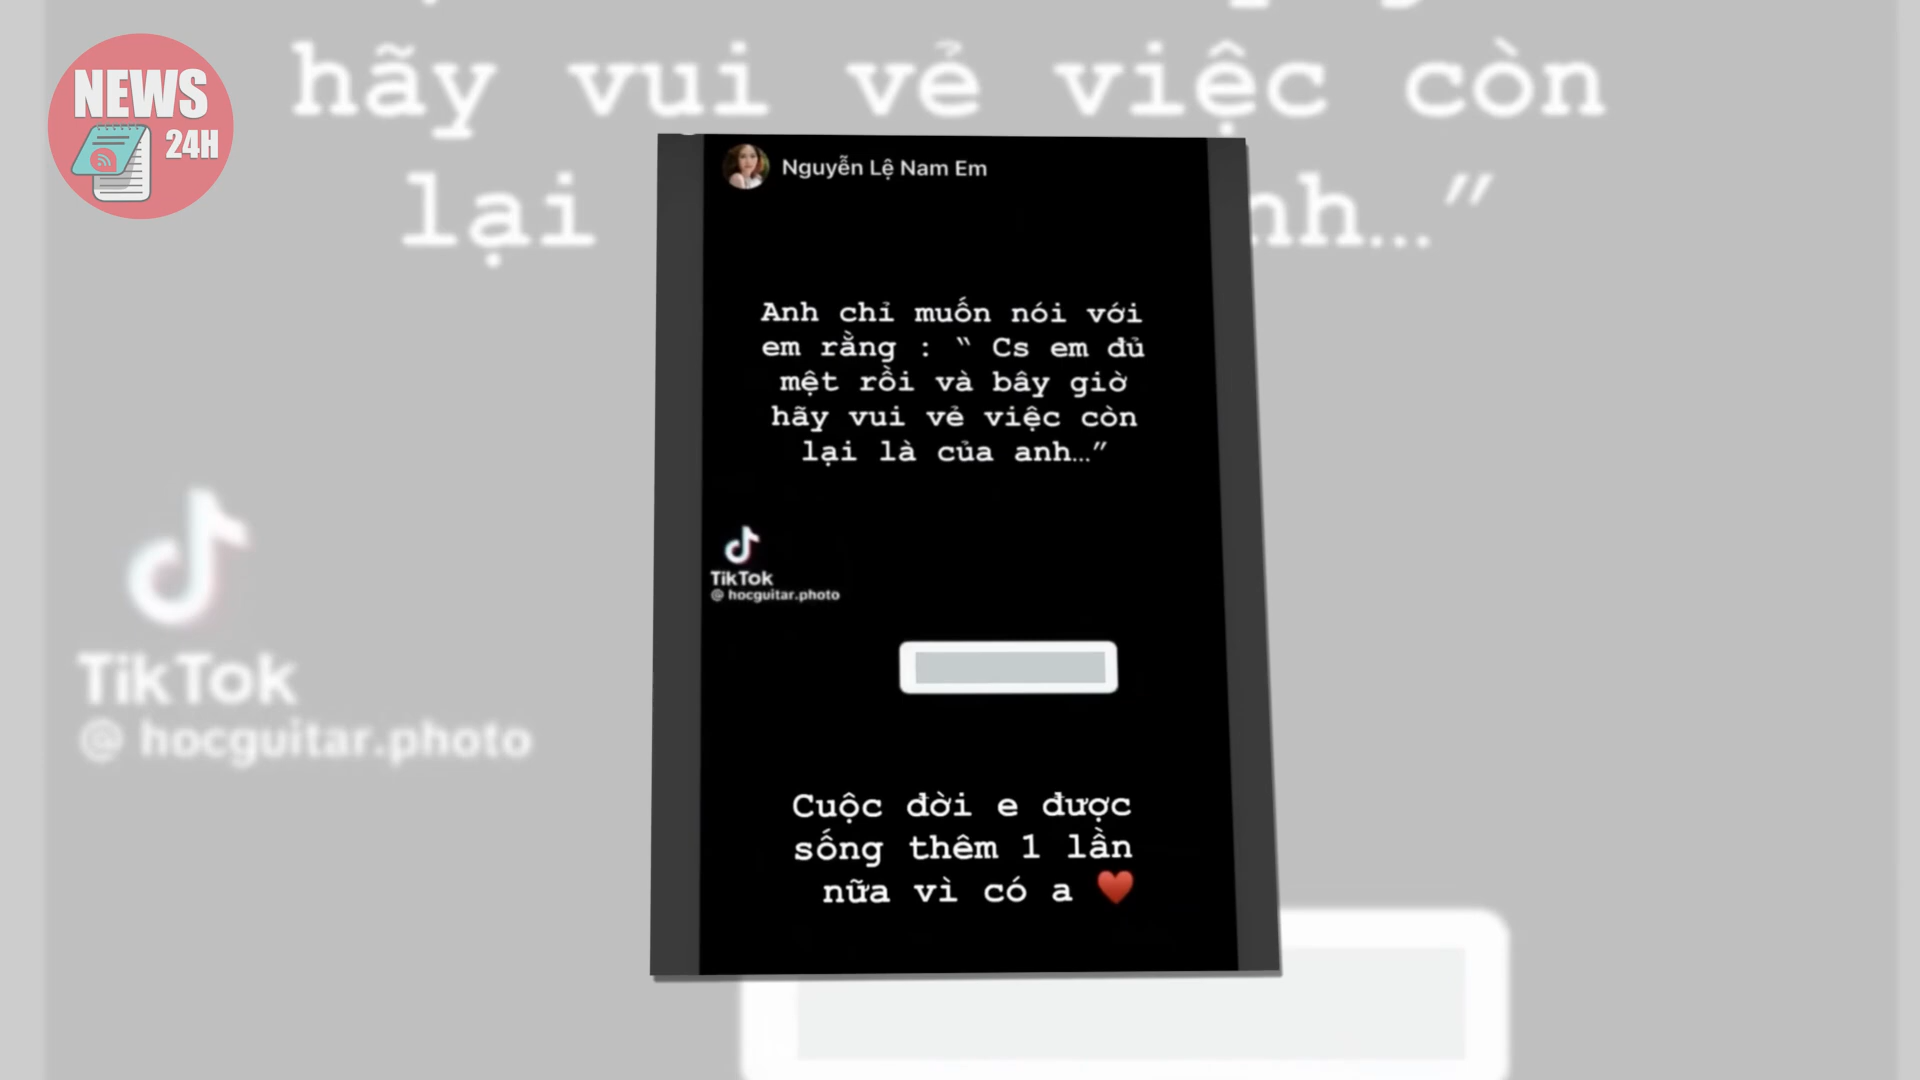 NEWS
24H
hãy vui vẻ việc còn
lại nh…”
Nguyễn Lệ Nam Em
Anh chỉ muốn nói với
em rằng : “ Cs em đủ
mệt rồi và bây giờ
hãy vui vẻ việc còn
lại là của anh…”
TikTok
@ hocguitar.photo
TikTok
@ hocguitar.photo
Cuộc đời e được
sống thêm 1 lần
nữa vì có a ❤️